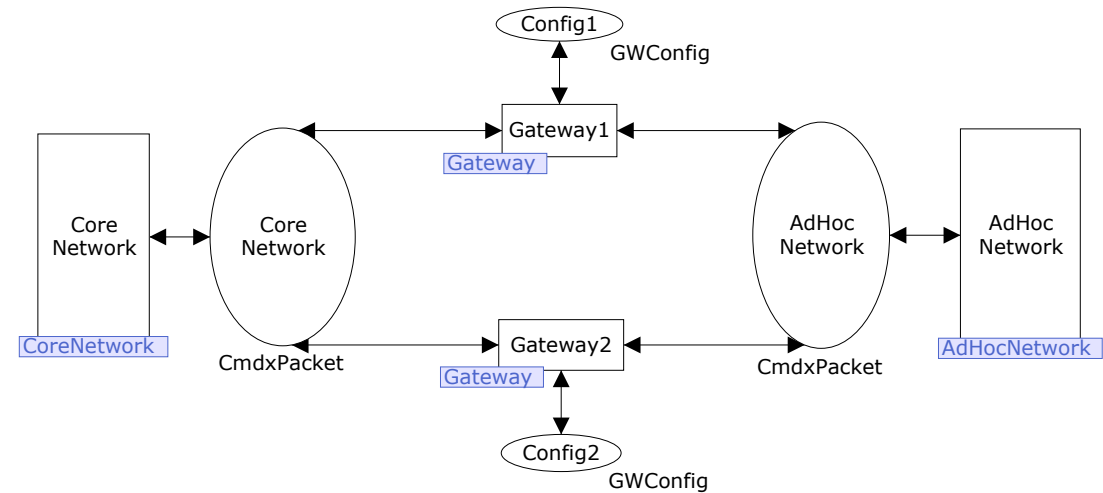 Config1
GWConfig
Gateway1
Gateway
Core
Network
Core
Network
AdHoc
Network
AdHoc
Network
CoreNetwork
CmdxPacket
Gateway2
Gateway
CmdxPacket
AdHocNetwork
Config2
GWConfig